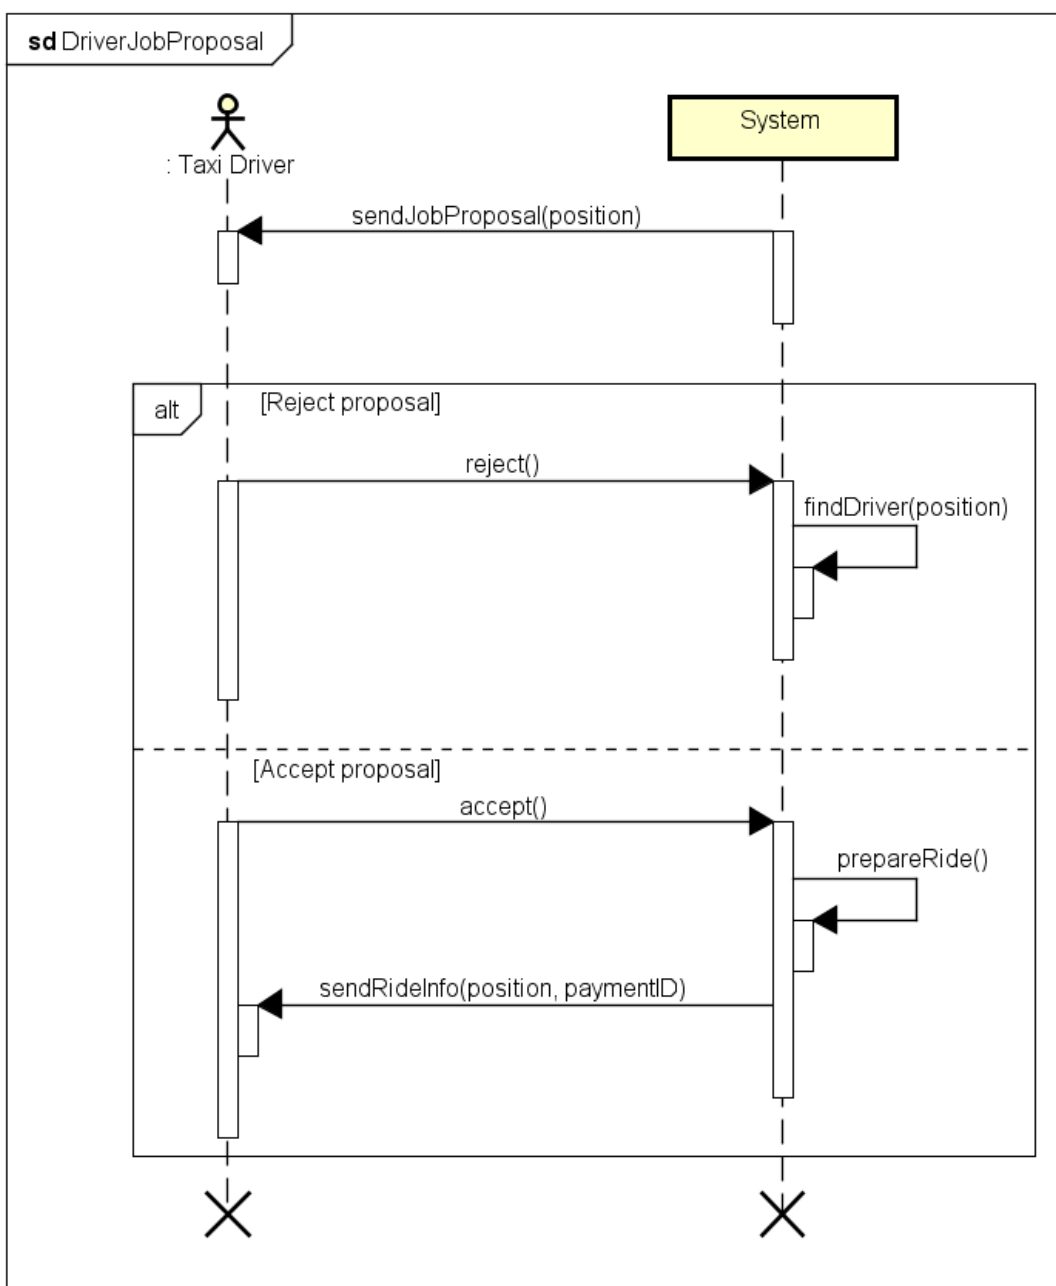 sd DriverJobProposal
: Taxi Driver
System
sendJobProposal(position)
alt
[Reject proposal]
reject()
findDriver(position)
[Accept proposal]
accept()
prepareRide()
sendRideInfo(position, paymentID)